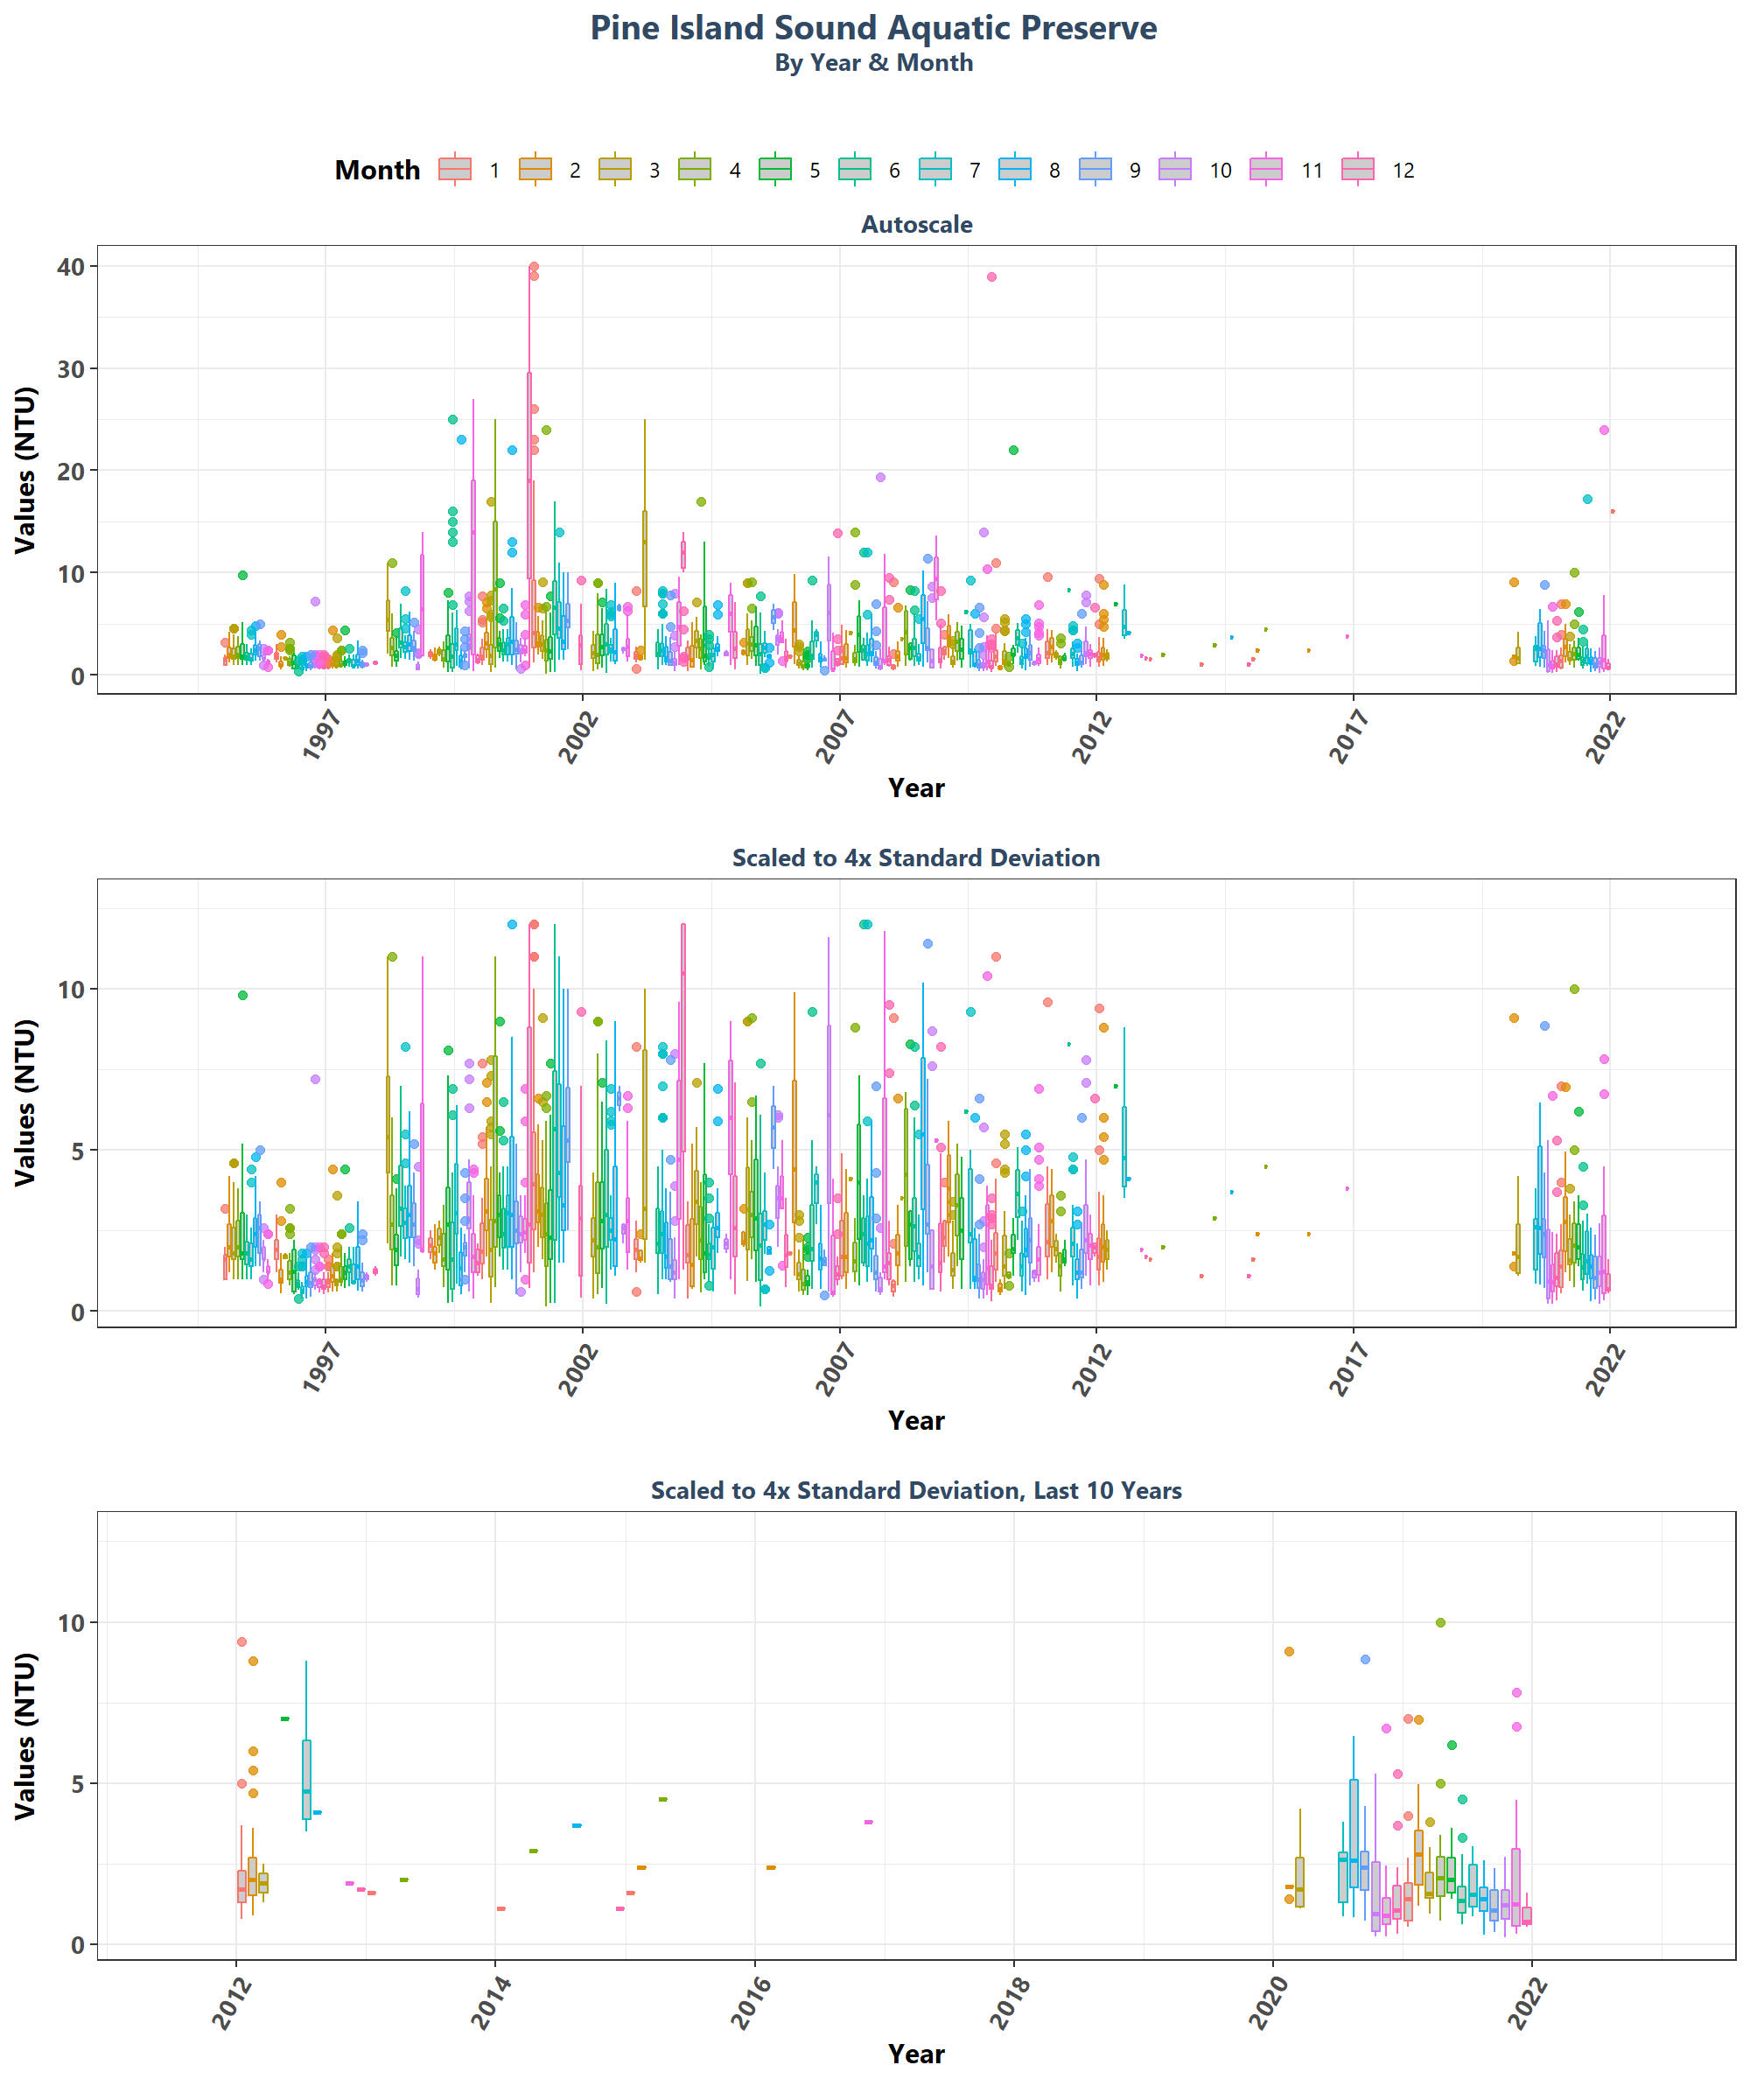 Pine Island Sound Aquatic Preserve
By Year & Month
Month 1 2 3 4 5 6 7 8 9 10 11 12
Autoscale
Values (NTU)
40
30
20
10
0
1997 2002 2007 2012 2017 2022
Year
Scaled to 4x Standard Deviation
Values (NTU)
10
5
0
1997 2002 2007 2012 2017 2022
Year
Scaled to 4x Standard Deviation, Last 10 Years
Values (NTU)
10
5
0
2012 2014 2016 2018 2020 2022
Year